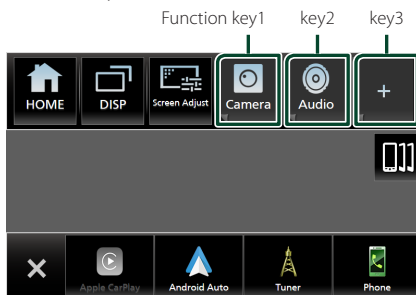 Function key1 key2 key3
HOME DISP Screen Adjust Camera Audio +
Apple CarPlay Android Auto Tuner Phone